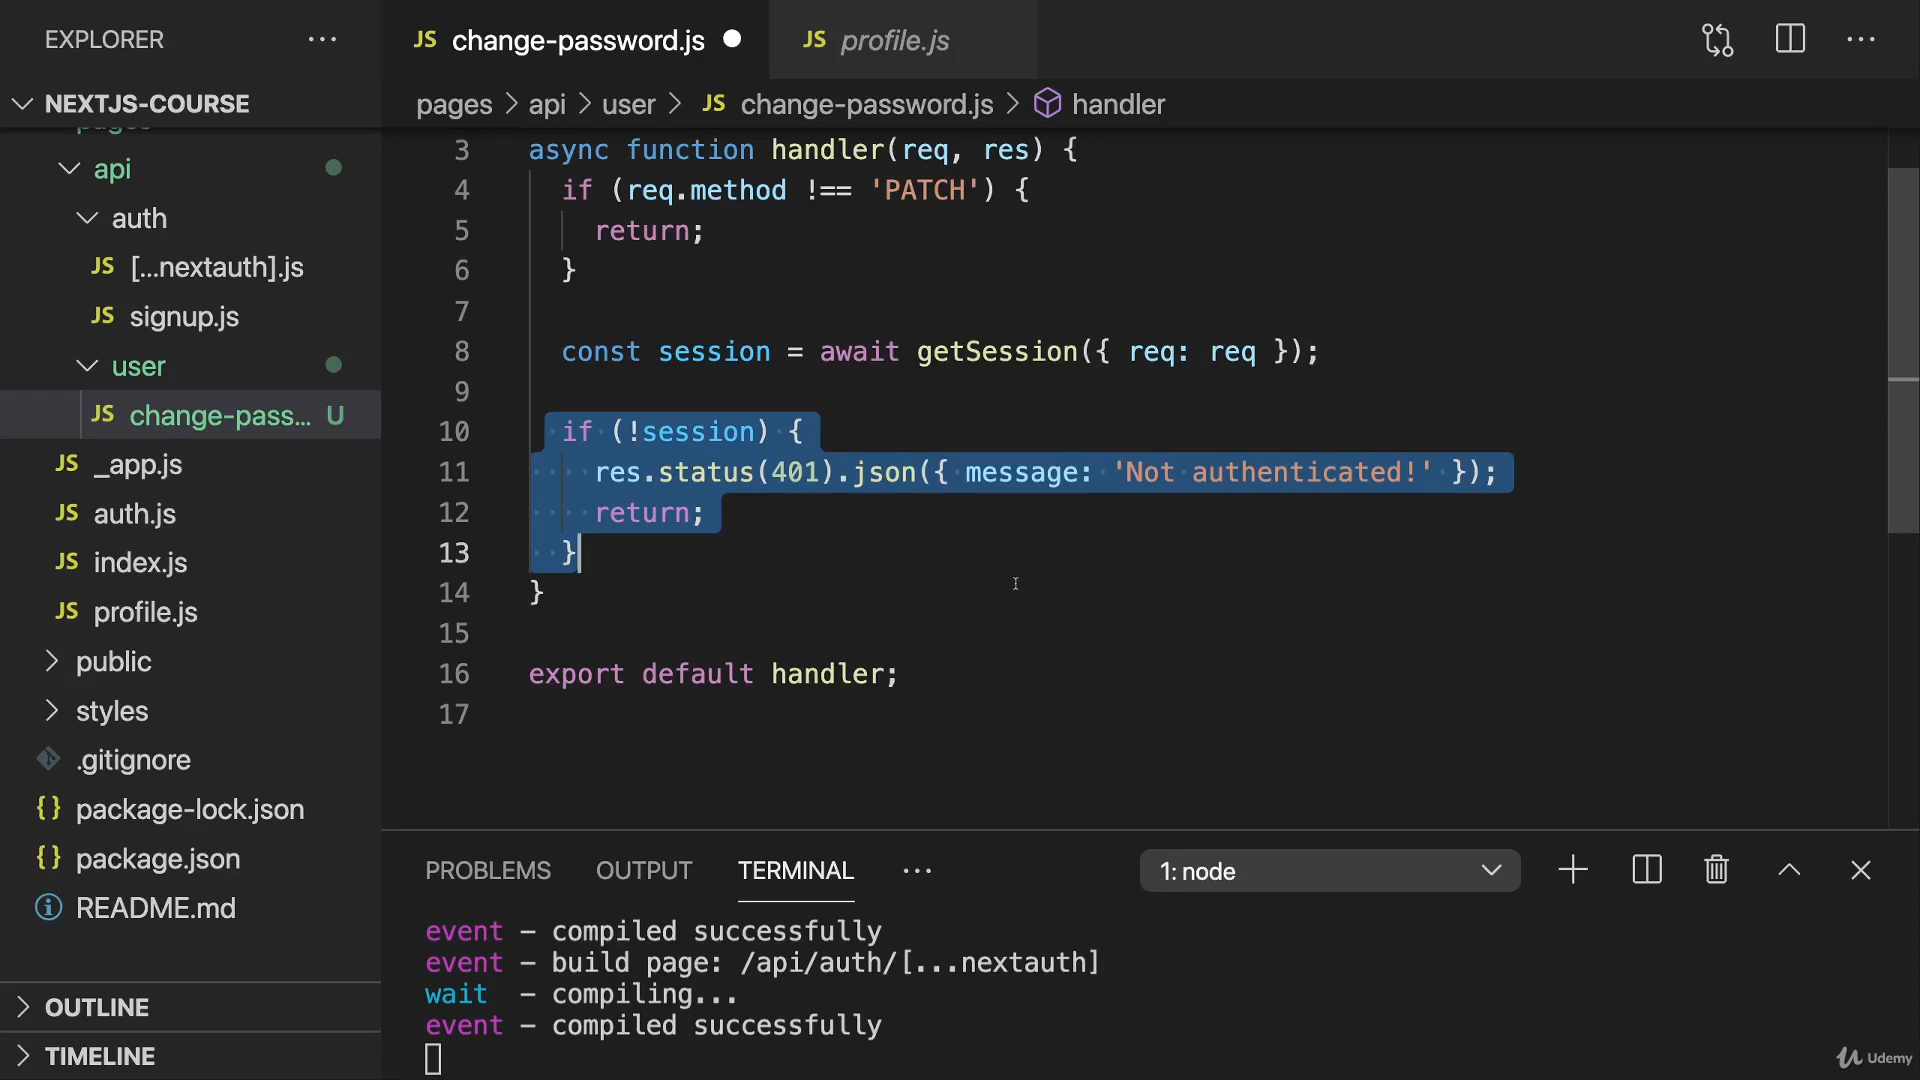 EXPLORER
NEXTJS-COURSE
pages
api
auth
JS [...nextauth].js
JS signup.js
user
JS change-pass... U
JS _app.js
JS auth.js
JS index.js
JS profile.js
public
styles
.gitignore
{} package-lock.json
{} package.json
README.md
OUTLINE
TIMELINE
JS change-password.js
JS profile.js
pages > api > user > JS change-password.js > handler
3 async function handler(req, res) {
4 if (req.method !== 'PATCH') {
5 return;
6 }
7
8 const session = await getSession({ req: req });
9
10 if (!session) {
11 res.status(401).json({ message: 'Not authenticated!' });
12 return;
13 }
14 }
15
16 export default handler;
17
PROBLEMS OUTPUT TERMINAL ... 1: node
event - compiled successfully
event - build page: /api/auth/[...nextauth]
wait - compiling...
event - compiled successfully
Udemy